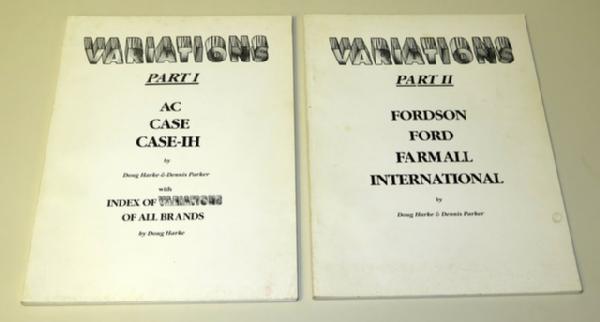 VARIATIONS
PART I
AC
CASE
CASE-IH
by
Doug Harke & Dennis Parker
with
INDEX OF VARIATIONS
OF ALL BRANDS
by Doug Harke
VARIATIONS
PART II
FORDSON
FORD
FARMALL
INTERNATIONAL
by
Doug Harke & Dennis Parker